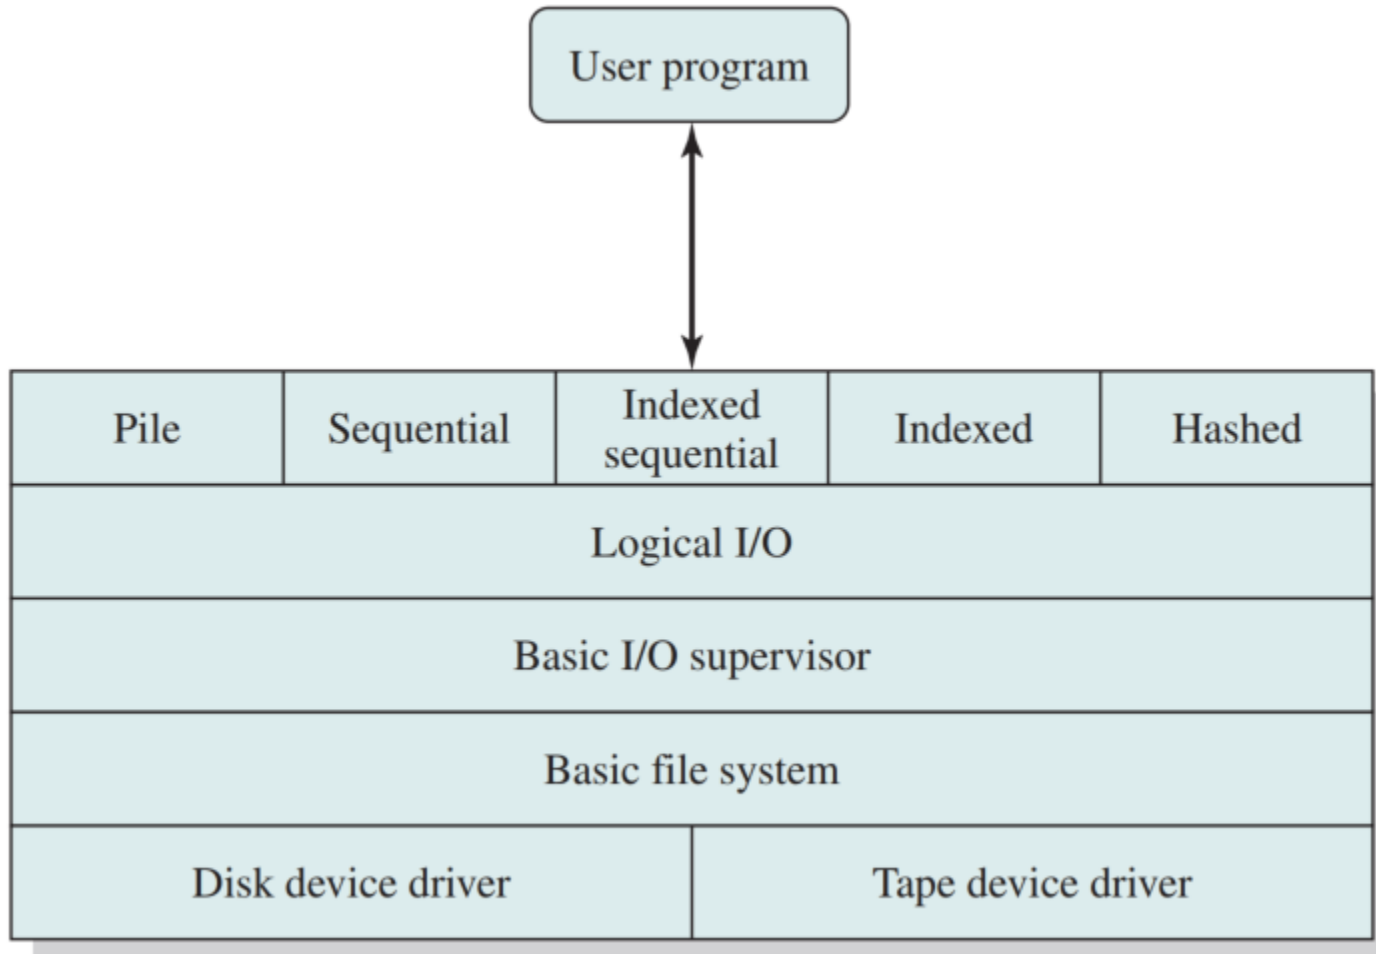 User program
Pile
Sequential
Indexed
sequential
Indexed
Hashed
Logical I/O
Basic I/O supervisor
Basic file system
Disk device driver
Tape device driver